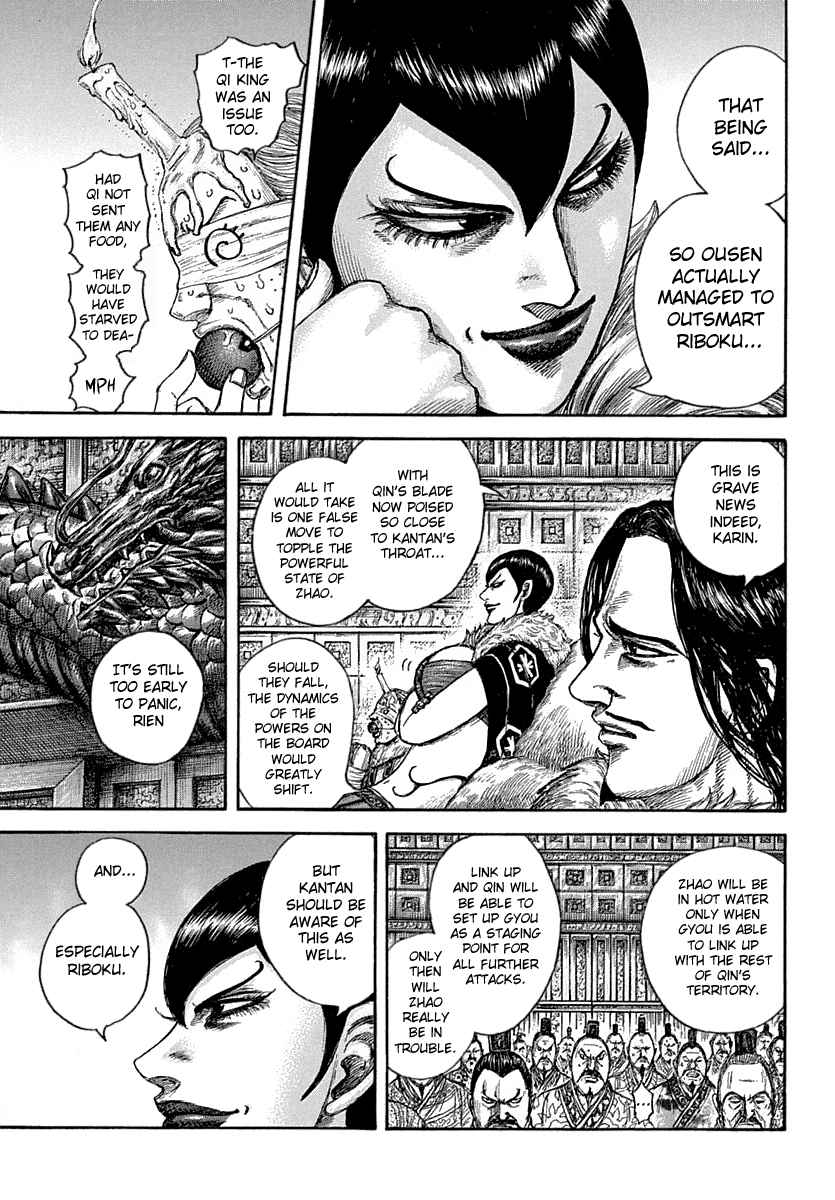 THAT
BEING
SAID...
SO OUSEN
ACTUALLY
MANAGED TO
OUTSMART
RIBOKU...
T-THE
QI KING
WAS AN
ISSUE
TOO.
HAD
QI NOT
SENT
THEM ANY
FOOD,
THEY
WOULD
HAVE
STARVED
TO DEA-
MPH
THIS IS
GRAVE
NEWS
INDEED,
KARIN.
WITH
QIN'S BLADE
NOW POISED
SO CLOSE
TO KANTAN'S
THROAT...
ALL IT
WOULD TAKE
IS ONE FALSE
MOVE TO
TOPPLE THE
POWERFUL
STATE OF
ZHAO.
SHOULD
THEY FALL,
THE DYNAMICS
OF THE
POWERS ON
THE BOARD
WOULD
GREATLY
SHIFT.
IT'S STILL
TOO EARLY
TO PANIC,
RIEN
ZHAO WILL BE
IN HOT WATER
ONLY WHEN
GYOU IS ABLE
TO LINK UP
WITH THE REST
OF QIN'S
TERRITORY.
LINK UP
AND QIN WILL
BE ABLE TO
SET UP GYOU
AS A STAGING
POINT FOR
ALL FURTHER
ATTACKS.
ONLY
THEN
WILL
ZHAO
REALLY
BE IN
TROUBLE.
...
BUT
KANTAN
SHOULD BE
AWARE OF
THIS AS
WELL.
AND...
ESPECIALLY
RIBOKU.